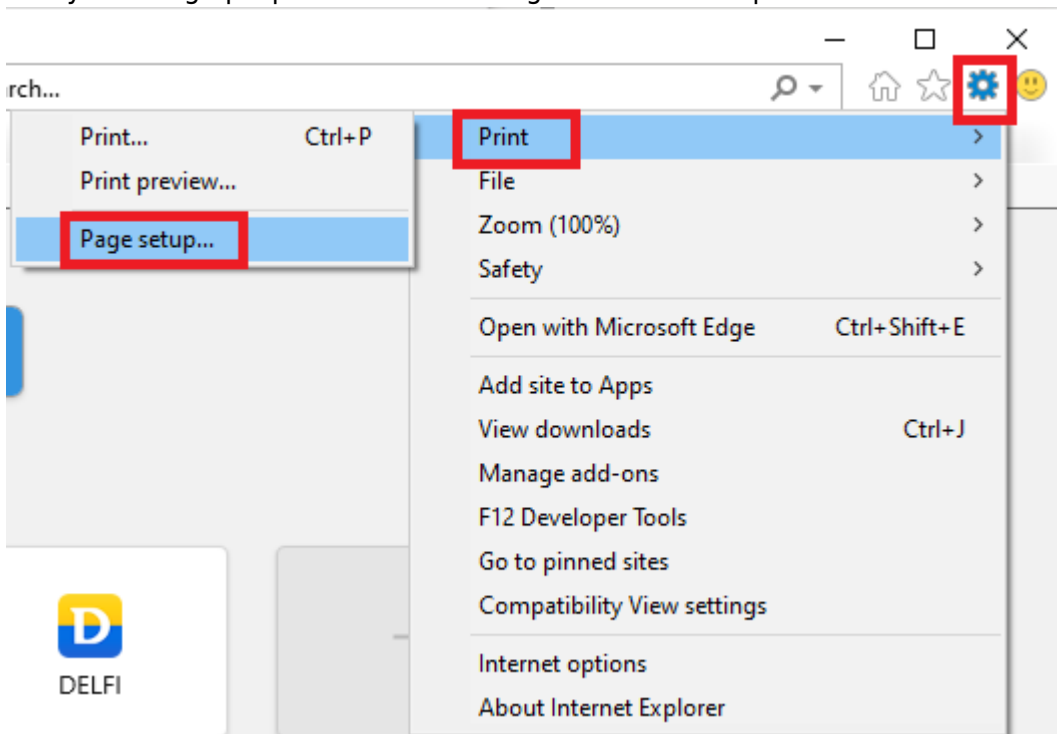 rch...
Print... Ctrl+P
Print preview...
Page setup...
Print
File
Zoom (100%)
Safety
Open with Microsoft Edge Ctrl+Shift+E
Add site to Apps
View downloads Ctrl+J
Manage add-ons
F12 Developer Tools
Go to pinned sites
Compatibility View settings
Internet options
About Internet Explorer
D
DELFI